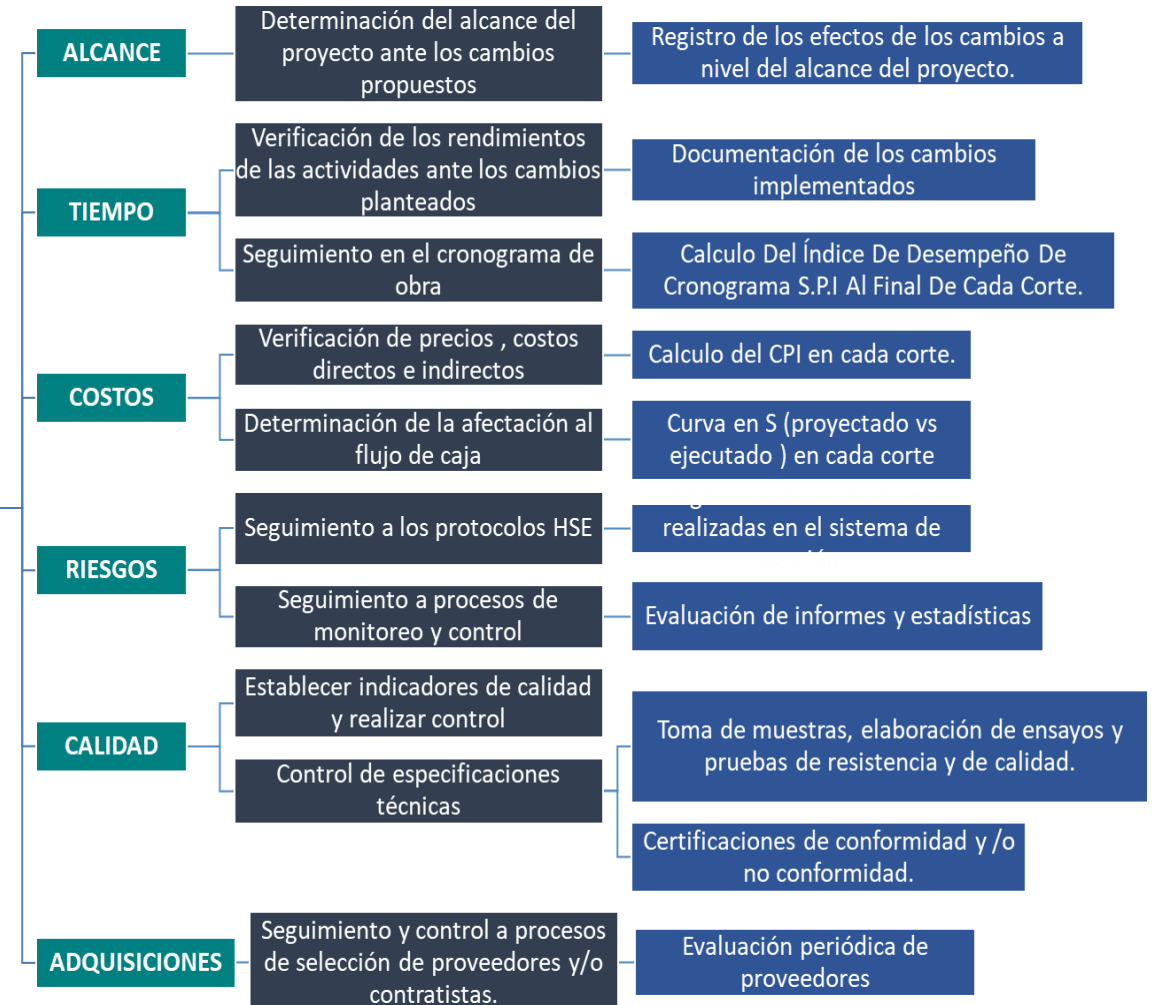 ALCANCE
Determinación del alcance del
proyecto ante los cambios
propuestos
Registro de los efectos de los cambios a
nivel del alcance del proyecto.
TIEMPO
Verificación de los rendimientos
de las actividades ante los cambios
planteados
Documentación de los cambios
implementados
Seguimiento en el cronograma de
obra
Calculo Del Índice De Desempeño De
Cronograma S.P.I Al Final De Cada Corte.
COSTOS
Verificación de precios , costos
directos e indirectos
Calculo del CPI en cada corte.
Determinación de la afectación al
flujo de caja
Curva en S (proyectado vs
ejecutado ) en cada corte
RIESGOS
Seguimiento a los protocolos HSE
realizadas en el sistema de
Seguimiento a procesos de
monitoreo y control
Evaluación de informes y estadísticas
CALIDAD
Establecer indicadores de calidad
y realizar control
Control de especificaciones
técnicas
Toma de muestras, elaboración de ensayos y
pruebas de resistencia y de calidad.
Certificaciones de conformidad y /o
no conformidad.
ADQUISICIONES
Seguimiento y control a procesos
de selección de proveedores y/o
contratistas.
Evaluación periódica de
proveedores